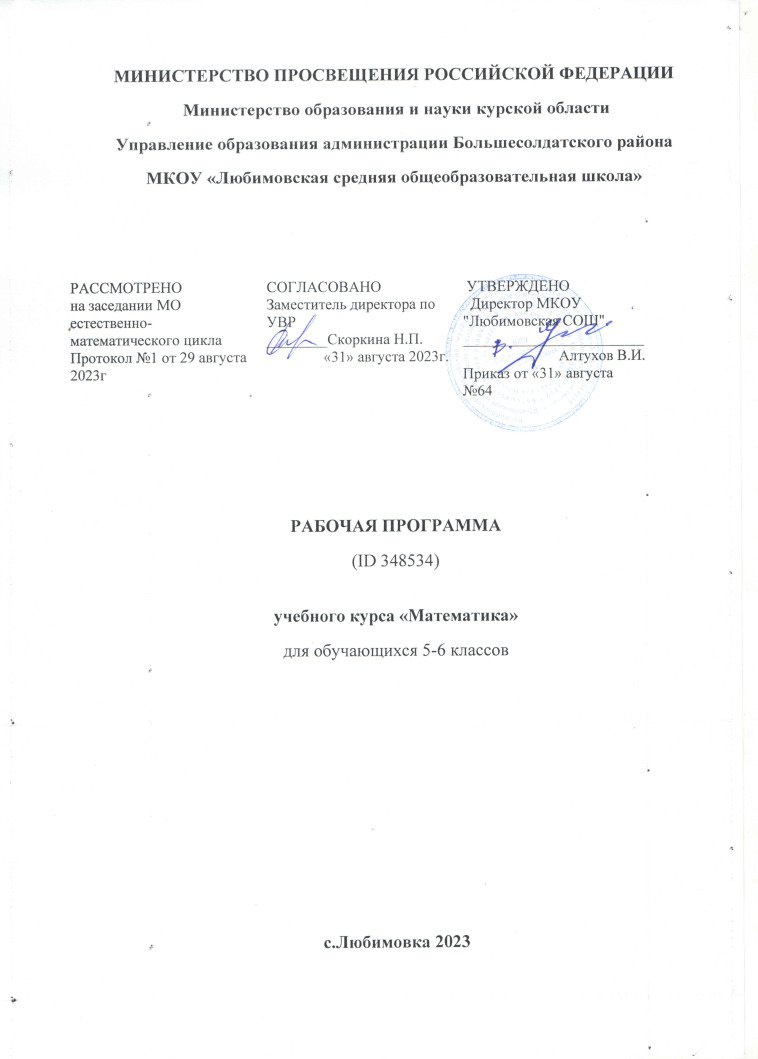 МИНИСТЕРСТВО ПРОСВЕЩЕНИЯ РОССИЙСКОЙ ФЕДЕРАЦИИ
Министерство образования и науки курской области
Управление образования администрации Большесолдатского района
МКОУ «Любимовская средняя общеобразовательная школа»
РАССМОТРЕНО
на заседании МО
естественно-
математического цикла
Протокол №1 от 29 августа
2023г
СОГЛАСОВАНО
Заместитель директора по
УВР
Скоркина Н.П.
«31» августа 2023г.
УТВЕРЖДЕНО
Директор МКОУ
"Любимовская СОШ"
Алтухов В.И.
Приказ от «31» августа
№64
РАБОЧАЯ ПРОГРАММА
(ID 348534)
учебного курса «Математика»
для обучающихся 5-6 классов
с.Любимовка 2023